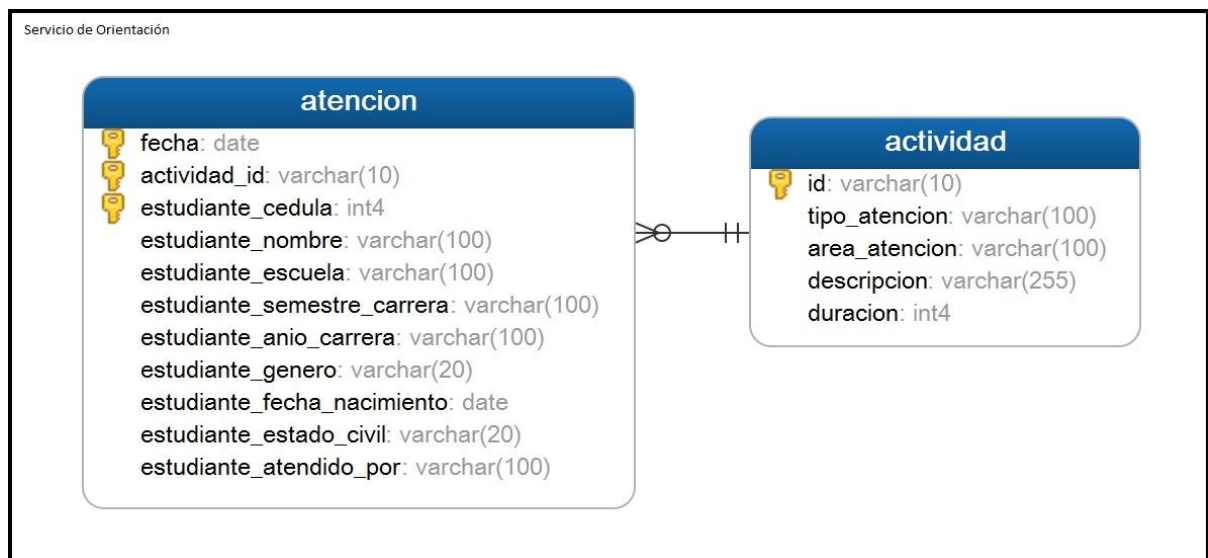 Servicio de Orientación
atencion
fecha: date
actividad_id: varchar(10)
estudiante_cedula: int4
estudiante_nombre: varchar(100)
estudiante_escuela: varchar(100)
estudiante_semestre_carrera: varchar(100)
estudiante_anio_carrera: varchar(100)
estudiante_genero: varchar(20)
estudiante_fecha_nacimiento: date
estudiante_estado_civil: varchar(20)
estudiante_atendido_por: varchar(100)
actividad
id: varchar(10)
tipo_atencion: varchar(100)
area_atencion: varchar(100)
descripcion: varchar(255)
duracion: int4